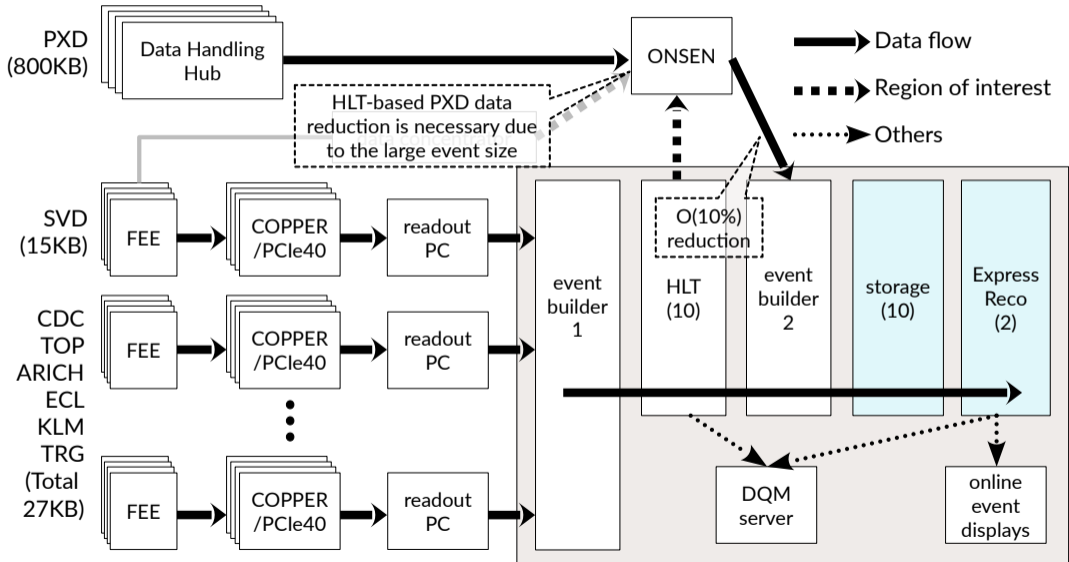 PXD
(800KB)
Data Handling
Hub
ONSEN
Data flow
Region of interest
Others
HLT-based PXD data
reduction is necessary due
to the large event size
SVD
(15KB)
FEE
COPPER
/PCIe40
readout
PC
O(10%)
reduction
event
builder
1
HLT
(10)
event
builder
2
storage
(10)
Express
Reco
(2)
CDC
TOP
ARICH
ECL
KLM
TRG
(Total
27KB)
FEE
COPPER
/PCIe40
readout
PC
FEE
COPPER
/PCIe40
readout
PC
DQM
server
online
event
displays